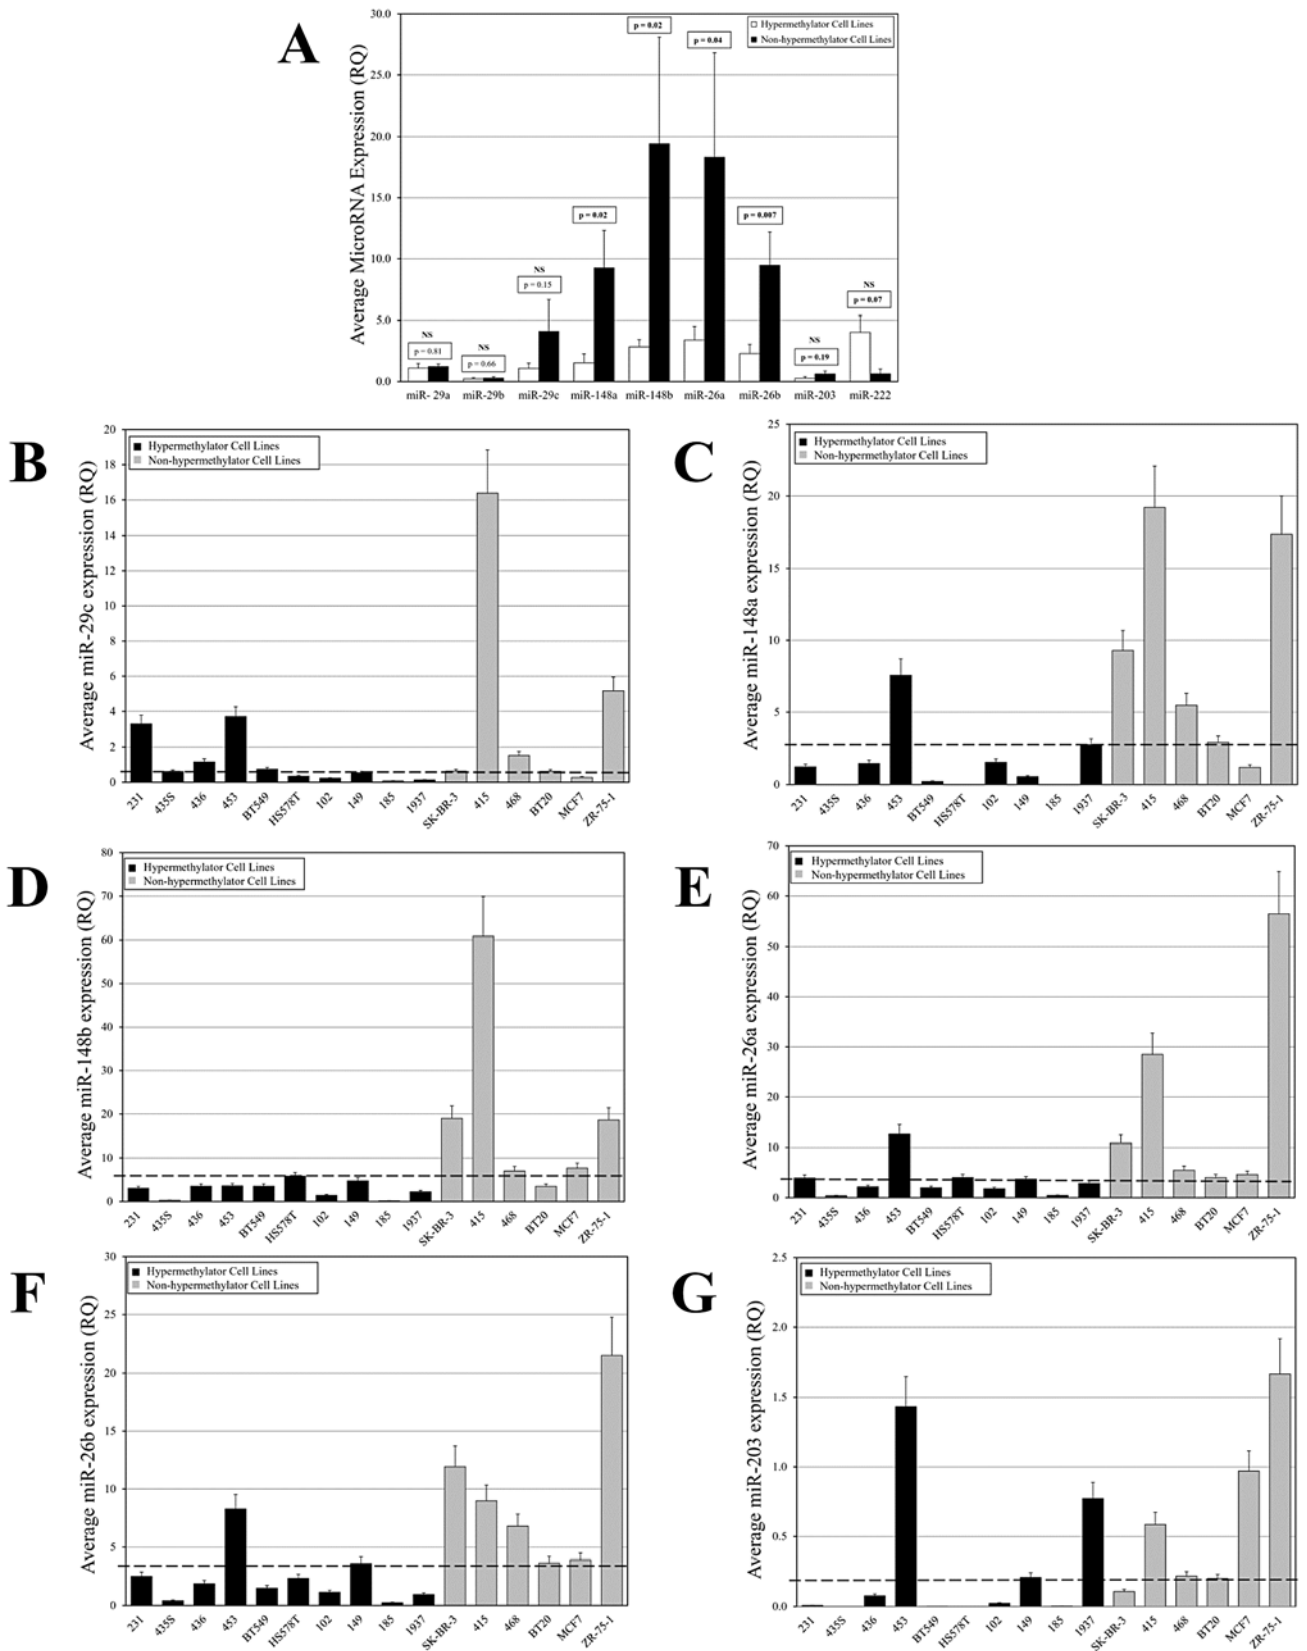 A
Average MicroRNA Expression (RQ)
30.0
25.0
20.0
15.0
10.0
5.0
0.0
Hypermethylator Cell Lines
Non-hypermethylator Cell Lines
NS
p = 0.81
NS
p = 0.66
NS
p = 0.15
p = 0.02
p = 0.02
p = 0.04
p = 0.007
NS
p = 0.19
NS
p = 0.07
miR- 29a miR-29b miR-29c miR-148a miR-148b miR-26a miR-26b miR-203 miR-222
B
Average miR-29c expression (RQ)
20
18
16
14
12
10
8
6
4
2
0
Hypermethylator Cell Lines
Non-hypermethylator Cell Lines
231 435S 436 453 BT549 HS578T 102 149 185 1937 SK-BR-3 415 468 BT20 MCF7 ZR-75-1
C
Average miR-148a expression (RQ)
25
20
15
10
5
0
Hypermethylator Cell Lines
Non-hypermethylator Cell Lines
231 435S 436 453 BT549 HS578T 102 149 185 1937 SK-BR-3 415 468 BT20 MCF7 ZR-75-1
D
Average miR-148b expression (RQ)
80
70
60
50
40
30
20
10
0
Hypermethylator Cell Lines
Non-hypermethylator Cell Lines
231 435S 436 453 BT549 HS578T 102 149 185 1937 SK-BR-3 415 468 BT20 MCF7 ZR-75-1
E
Average miR-26a expression (RQ)
70
60
50
40
30
20
10
0
Hypermethylator Cell Lines
Non-hypermethylator Cell Lines
231 435S 436 453 BT549 HS578T 102 149 185 1937 SK-BR-3 415 468 BT20 MCF7 ZR-75-1
F
Average miR-26b expression (RQ)
30
25
20
15
10
5
0
Hypermethylator Cell Lines
Non-hypermethylator Cell Lines
231 435S 436 453 BT549 HS578T 102 149 185 1937 SK-BR-3 415 468 BT20 MCF7 ZR-75-1
G
Average miR-203 expression (RQ)
2.5
2.0
1.5
1.0
0.5
0.0
Hypermethylator Cell Lines
Non-hypermethylator Cell Lines
231 435S 436 453 BT549 HS578T 102 149 185 1937 SK-BR-3 415 468 BT20 MCF7 ZR-75-1